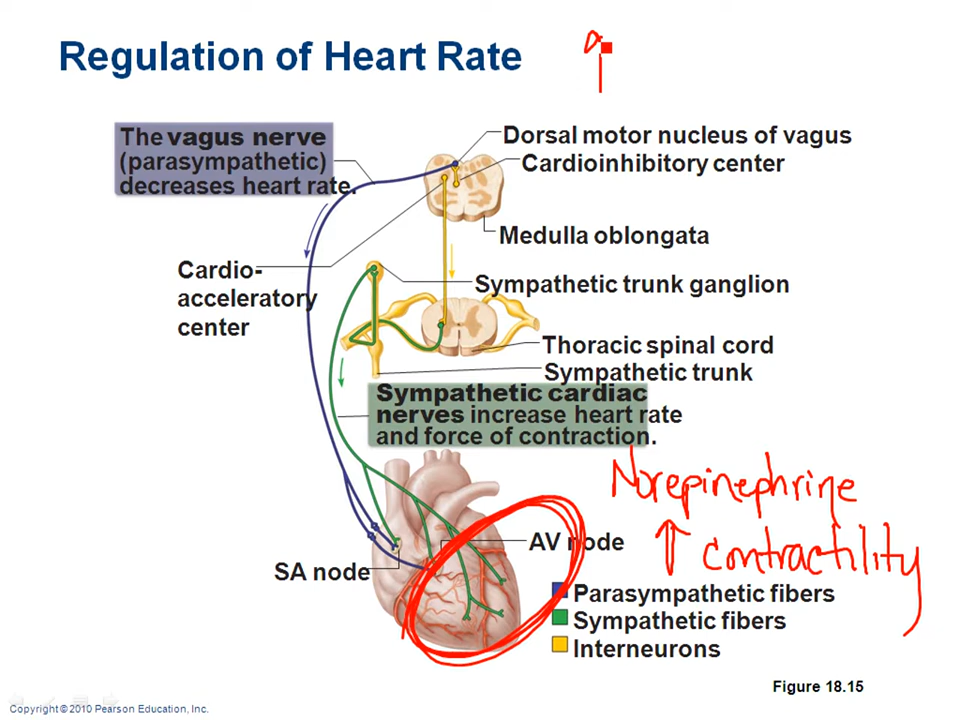 Regulation of Heart Rate
The vagus nerve
(parasympathetic)
decreases heart rate.
Dorsal motor nucleus of vagus
Cardioinhibitory center
Medulla oblongata
Cardio-
acceleratory
center
Sympathetic trunk ganglion
Thoracic spinal cord
Sympathetic trunk
Sympathetic cardiac
nerves increase heart rate
and force of contraction.
Norepinephrine
↑ contractility
AV node
SA node
Parasympathetic fibers
Sympathetic fibers
Interneurons
Figure 18.15
Copyright © 2010 Pearson Education, Inc.